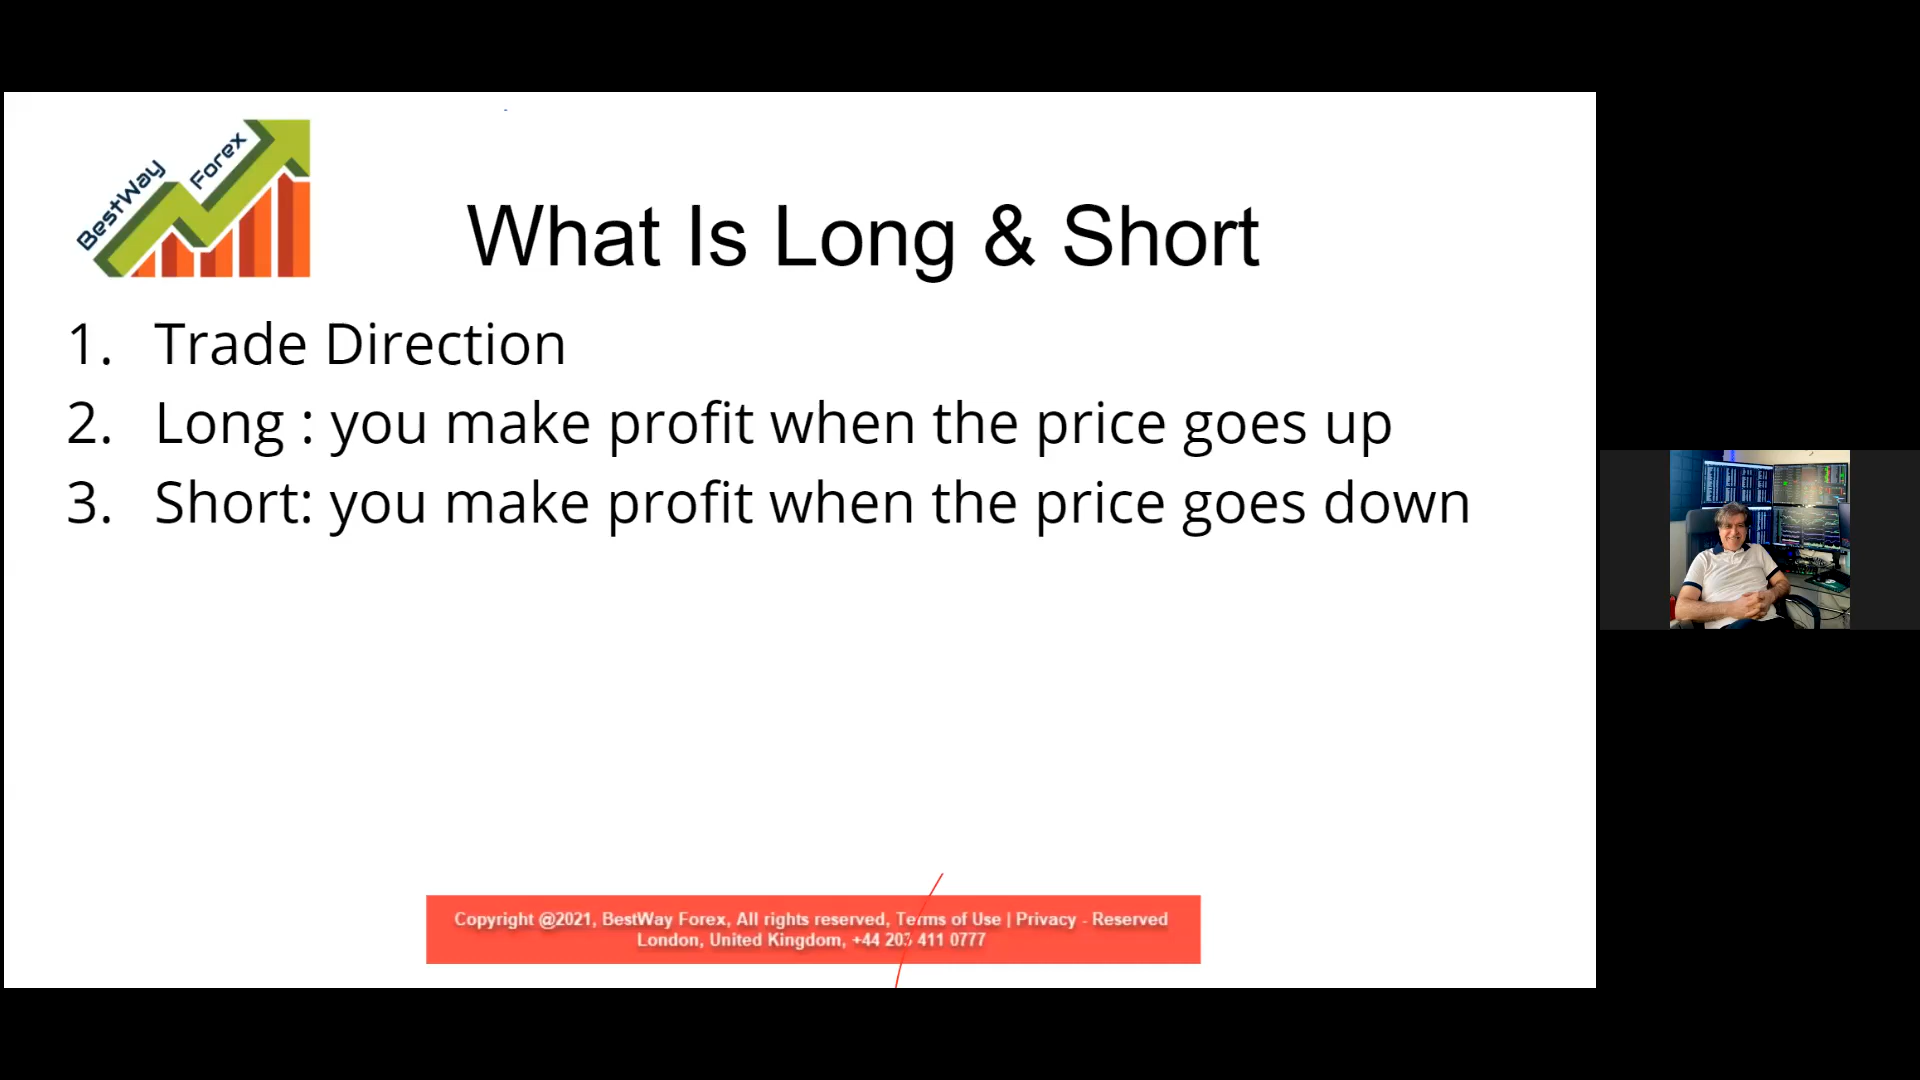 BestWay Forex
What Is Long & Short
1. Trade Direction
2. Long : you make profit when the price goes up
3. Short: you make profit when the price goes down
Copyright @2021, BestWay Forex, All rights reserved, Terms of Use | Privacy - Reserved
London, United Kingdom, +44 203 411 0777